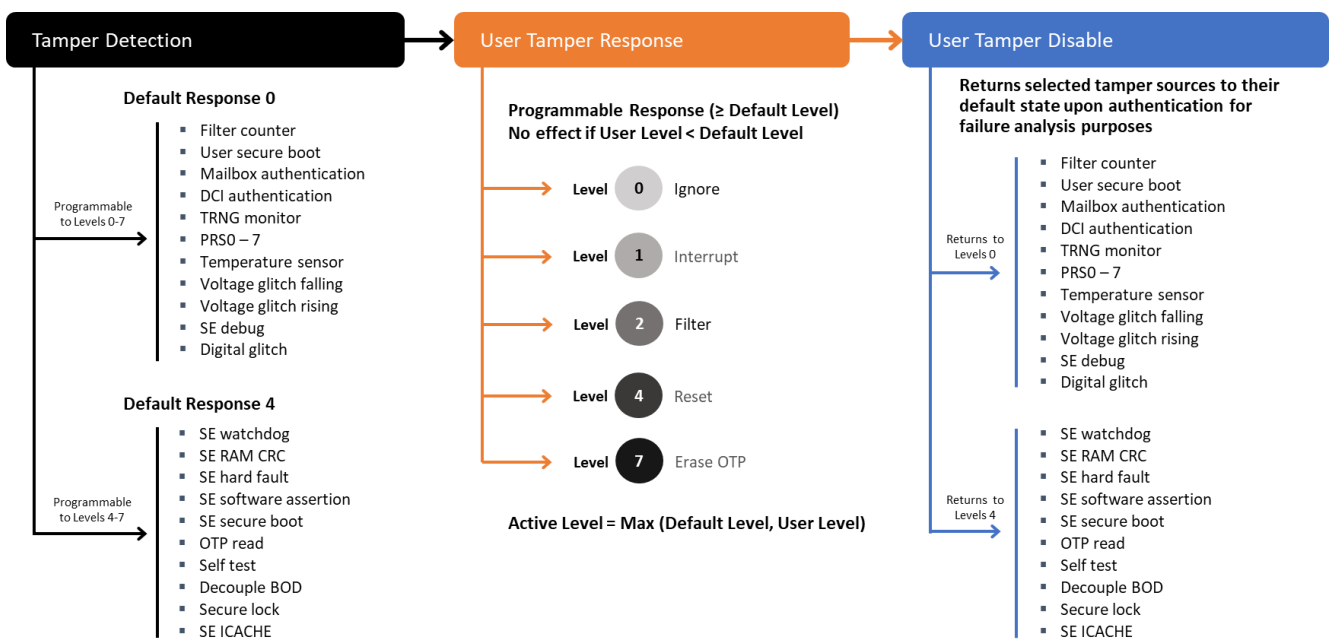 Tamper Detection
User Tamper Response
User Tamper Disable
Default Response 0
Programmable
to Levels 0-7
Filter counter
User secure boot
Mailbox authentication
DCI authentication
TRNG monitor
PRS0 – 7
Temperature sensor
Voltage glitch falling
Voltage glitch rising
SE debug
Digital glitch
Default Response 4
Programmable
to Levels 4-7
SE watchdog
SE RAM CRC
SE hard fault
SE software assertion
SE secure boot
OTP read
Self test
Decouple BOD
Secure lock
SE ICACHE
Programmable Response (≥ Default Level)
No effect if User Level < Default Level
Level 0 Ignore
Level 1 Interrupt
Level 2 Filter
Level 4 Reset
Level 7 Erase OTP
Active Level = Max (Default Level, User Level)
Returns selected tamper sources to their
default state upon authentication for
failure analysis purposes
Returns to
Levels 0
Filter counter
User secure boot
Mailbox authentication
DCI authentication
TRNG monitor
PRS0 – 7
Temperature sensor
Voltage glitch falling
Voltage glitch rising
SE debug
Digital glitch
Returns to
Levels 4
SE watchdog
SE RAM CRC
SE hard fault
SE software assertion
SE secure boot
OTP read
Self test
Decouple BOD
Secure lock
SE ICACHE